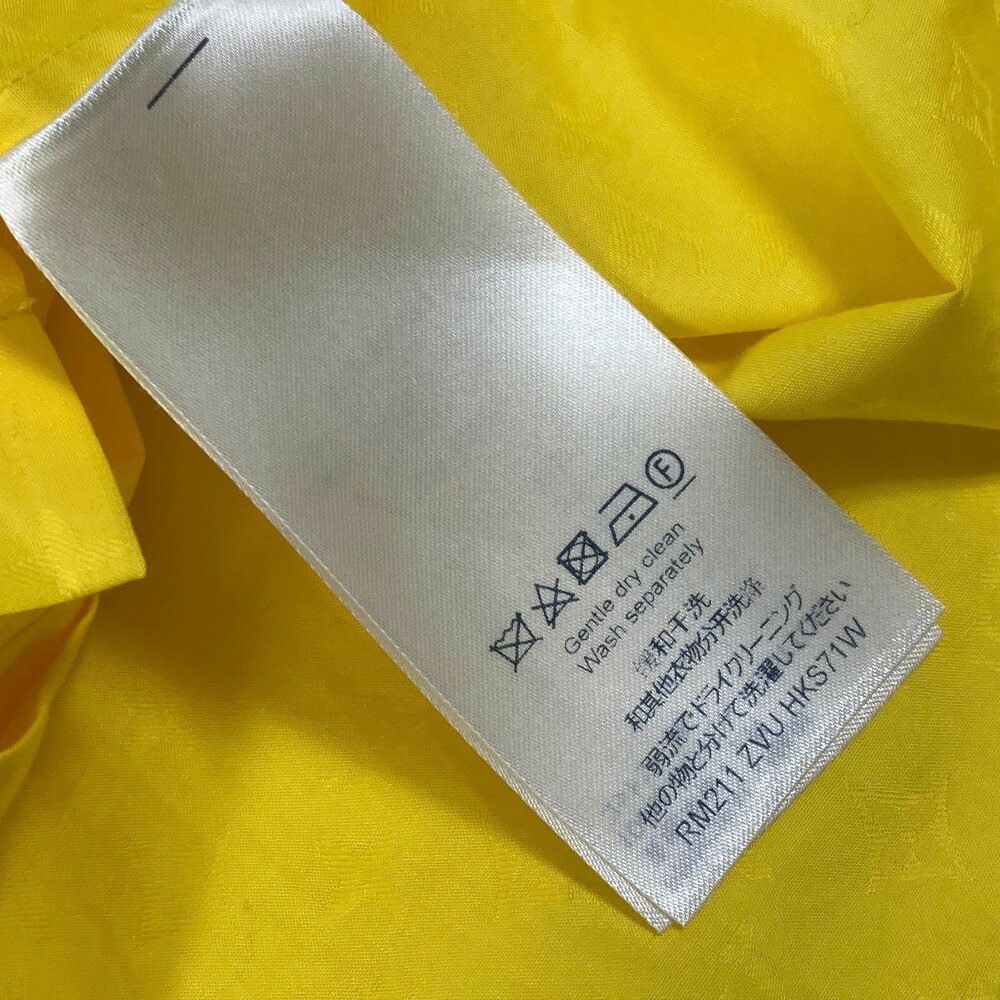 F
Gentle dry clean
Wash separately
柔和干洗
和其他衣物分开洗涤
弱流でドライクリーニング
他の物と分けて洗濯してください
RM211 ZVU HKS71W